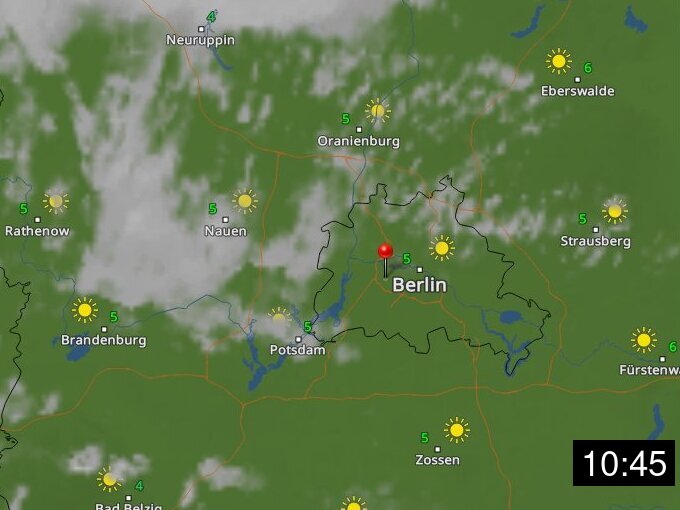 4
Neuruppin
6
Eberswalde
5
Oranienburg
5
Rathenow
5
Nauen
5
Strausberg
5
Berlin
5
Brandenburg
5
Potsdam
6
Fürstenwa
5
Zossen
10:45
4
Bad Belzig